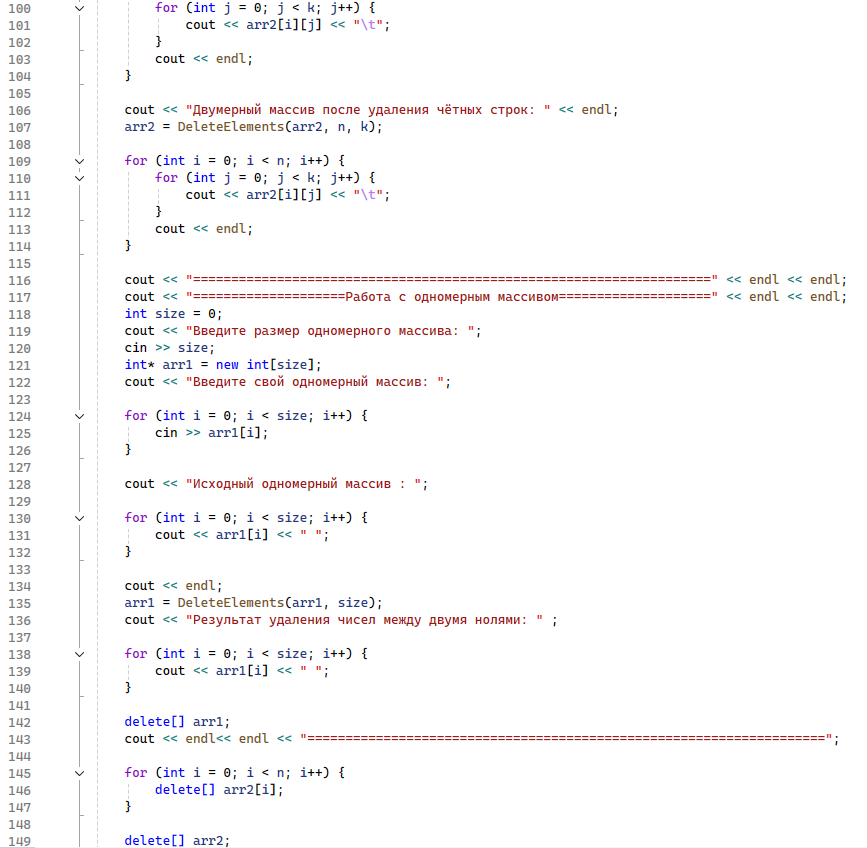 100 for (int j = 0; j < k; j++) {
101 cout << arr2[i][j] << "\t";
102 }
103 cout << endl;
104 }
105
106 cout << "Двумерный массив после удаления чётных строк: " << endl;
107 arr2 = DeleteElements(arr2, n, k);
108
109 for (int i = 0; i < n; i++) {
110 for (int j = 0; j < k; j++) {
111 cout << arr2[i][j] << "\t";
112 }
113 cout << endl;
114 }
115
116 cout << "====================================================================" << endl << endl;
117 cout << "====================Работа с одномерным массивом====================" << endl << endl;
118 int size = 0;
119 cout << "Введите размер одномерного массива: ";
120 cin >> size;
121 int* arr1 = new int[size];
122 cout << "Введите свой одномерный массив: ";
123
124 for (int i = 0; i < size; i++) {
125 cin >> arr1[i];
126 }
127
128 cout << "Исходный одномерный массив : ";
129
130 for (int i = 0; i < size; i++) {
131 cout << arr1[i] << " ";
132 }
133
134 cout << endl;
135 arr1 = DeleteElements(arr1, size);
136 cout << "Результат удаления чисел между двумя нолями: " ;
137
138 for (int i = 0; i < size; i++) {
139 cout << arr1[i] << " ";
140 }
141
142 delete[] arr1;
143 cout << endl<< endl << "====================================================================";
144
145 for (int i = 0; i < n; i++) {
146 delete[] arr2[i];
147 }
148
149 delete[] arr2;